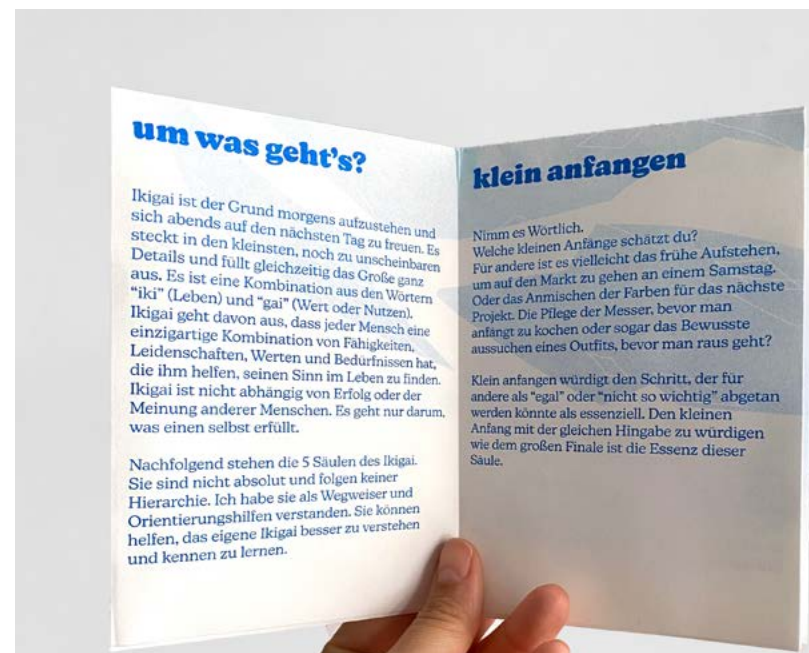 um was geht's?
Ikigai ist der Grund morgens aufzustehen und
sich abends auf den nächsten Tag zu freuen. Es
steckt in den kleinsten, noch zu unscheinbaren
Details und füllt gleichzeitig das Große ganz
aus. Es ist eine Kombination aus den Wörtern
“iki” (Leben) und “gai” (Wert oder Nutzen).
Ikigai geht davon aus, dass jeder Mensch eine
einzigartige Kombination von Fähigkeiten,
Leidenschaften, Werten und Bedürfnissen hat,
die ihm helfen, seinen Sinn im Leben zu finden.
Ikigai ist nicht abhängig von Erfolg oder der
Meinung anderer Menschen. Es geht nur darum,
was einen selbst erfüllt.
Nachfolgend stehen die 5 Säulen des Ikigai.
Sie sind nicht absolut und folgen keiner
Hierarchie. Ich habe sie als Wegweiser und
Orientierungshilfen verstanden. Sie können
helfen, das eigene Ikigai besser zu verstehen
und kennen zu lernen.
klein anfangen
Nimm es Wörtlich.
Welche kleinen Anfänge schätzt du?
Für andere ist es vielleicht das frühe Aufstehen,
um auf den Markt zu gehen an einem Samstag.
Oder das Anmischen der Farben für das nächste
Projekt. Die Pflege der Messer, bevor man
anfängt zu kochen oder sogar das Bewusste
aussuchen eines Outfits, bevor man raus geht?
Klein anfangen würdigt den Schritt, der für
andere als “egal” oder “nicht so wichtig” abgetan
werden könnte als essenziell. Den kleinen
Anfang mit der gleichen Hingabe zu würdigen
wie dem großen Finale ist die Essenz dieser
Säule.